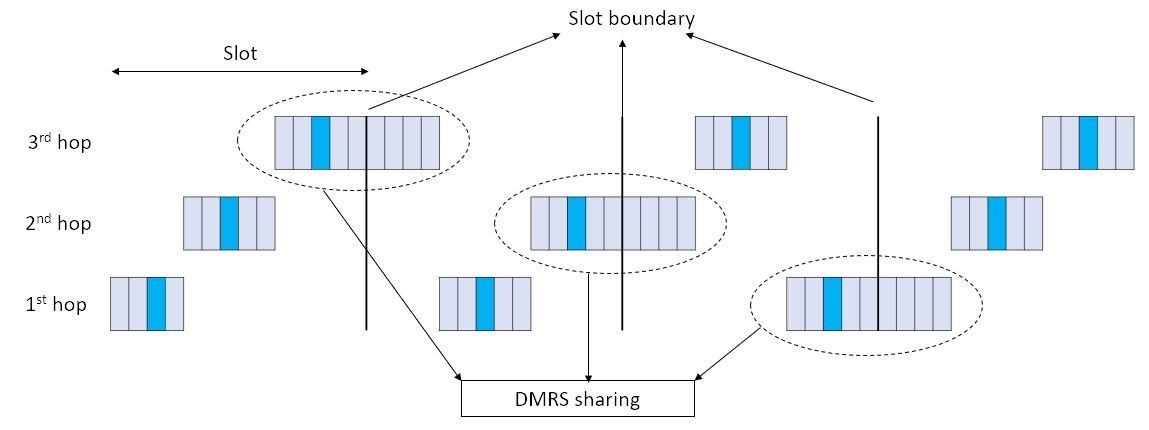 Slot boundary
Slot
3rd hop
2nd hop
1st hop
DMRS sharing